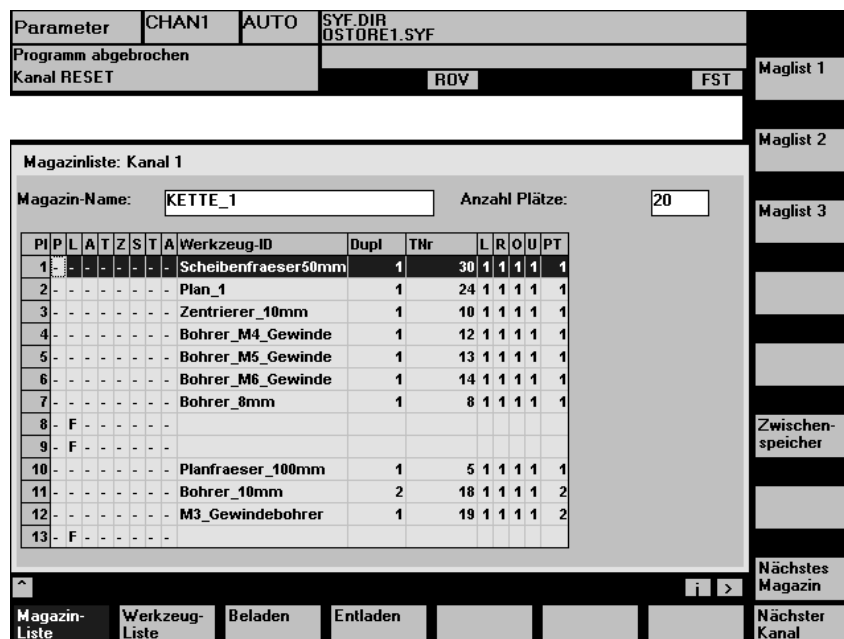 Parameter CHAN1 AUTO SYF.DIR
OSTORE1.SYF
Programm abgebrochen
Kanal RESET ROV FST
Maglist 1
Maglist 2
Maglist 3
Zwischen-
speicher
Nächstes
Magazin
Nächster
Kanal
Magazinliste: Kanal 1
Magazin-Name: KETTE_1 Anzahl Plätze: 20
Pl P L A T Z S T A Werkzeug-ID Dupl TNr L R O U PT
1 - - - - - - - - Scheibenfraeser50mm 1 30 1 1 1 1 1
2 - - - - - - - - Plan_1 1 24 1 1 1 1 1
3 - - - - - - - - Zentrierer_10mm 1 10 1 1 1 1 1
4 - - - - - - - - Bohrer_M4_Gewinde 1 12 1 1 1 1 1
5 - - - - - - - - Bohrer_M5_Gewinde 1 13 1 1 1 1 1
6 - - - - - - - - Bohrer_M6_Gewinde 1 14 1 1 1 1 1
7 - - - - - - - - Bohrer_8mm 1 8 1 1 1 1 1
8 - F - - - - - -
9 - F - - - - - -
10 - - - - - - - - Planfraeser_100mm 1 5 1 1 1 1 1
11 - - - - - - - - Bohrer_10mm 2 18 1 1 1 1 2
12 - - - - - - - - M3_Gewindebohrer 1 19 1 1 1 1 2
13 - F - - - - - -
^ i >
Magazin-
Liste
Werkzeug-
Liste
Beladen
Entladen